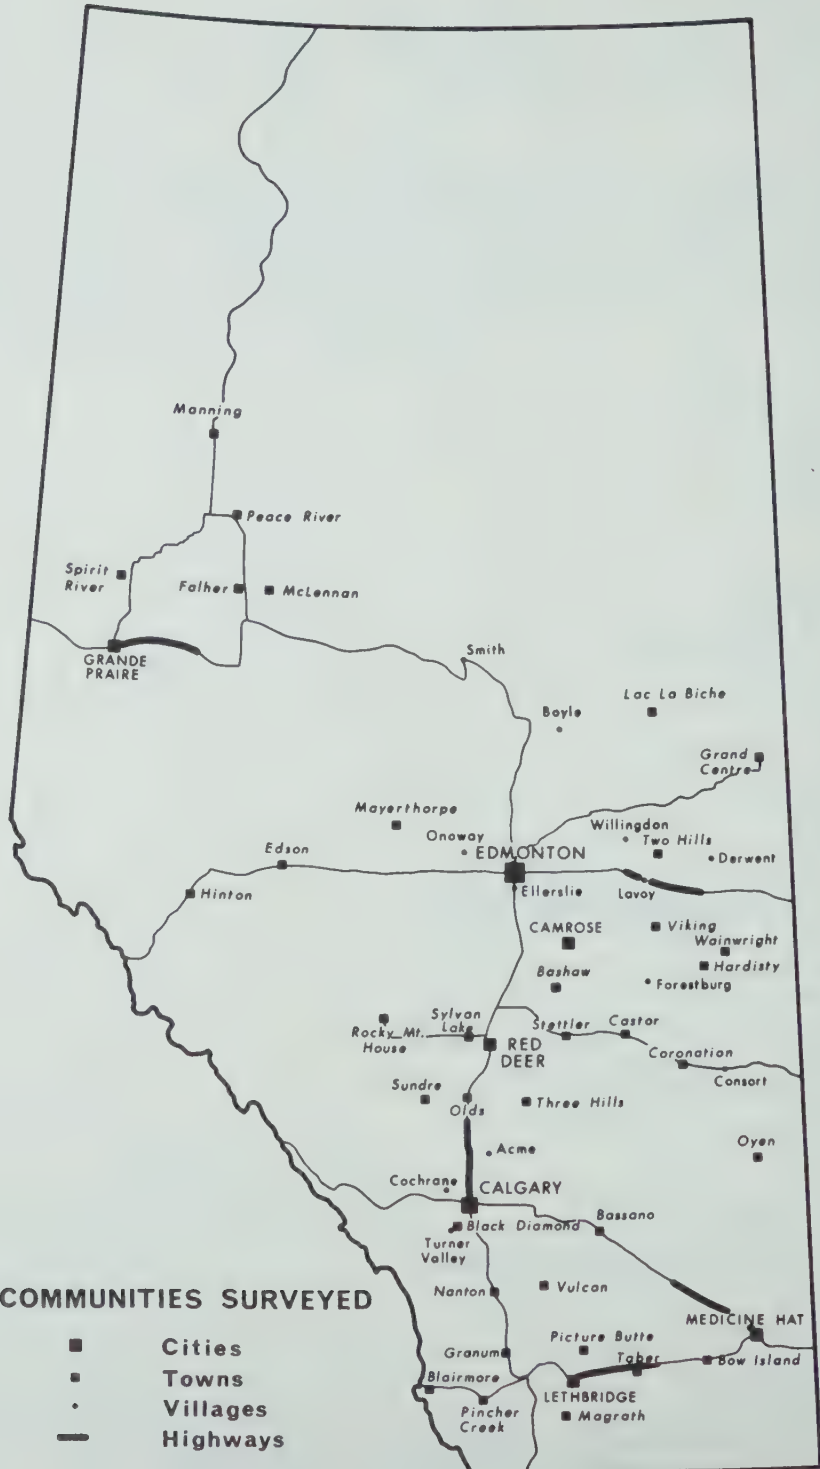 Manning
Peace River
Spirit
River
Falher
McLennan
GRANDE
PRAIRE
Smith
Boyle
Lac La Biche
Grand
Centre
Mayerthorpe
Onoway
Willingdon
Two Hills
Edson
EDMONTON
Derwent
Hinton
Ellerslie
Lavoy
CAMROSE
Viking
Wainwright
Hardisty
Bashaw
Forestburg
Rocky Mt.
House
Sylvan
Lake
Stettler
Castor
RED
DEER
Coronation
Consort
Sundre
Olds
Three Hills
Acme
Oyen
Cochrane
CALGARY
Black Diamond
Bassano
Turner
Valley
Nanton
Vulcan
MEDICINE HAT
Granum
Picture Butte
Taber
Bow Island
Blairmore
LETHBRIDGE
Pincher
Creek
Magrath
COMMUNITIES SURVEYED
Cities
Towns
Villages
Highways